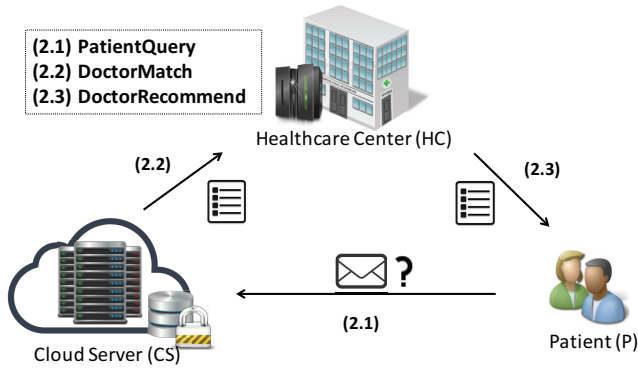 (2.1) PatientQuery
(2.2) DoctorMatch
(2.3) DoctorRecommend
Healthcare Center (HC)
(2.2)
(2.3)
?
(2.1)
Cloud Server (CS)
Patient (P)